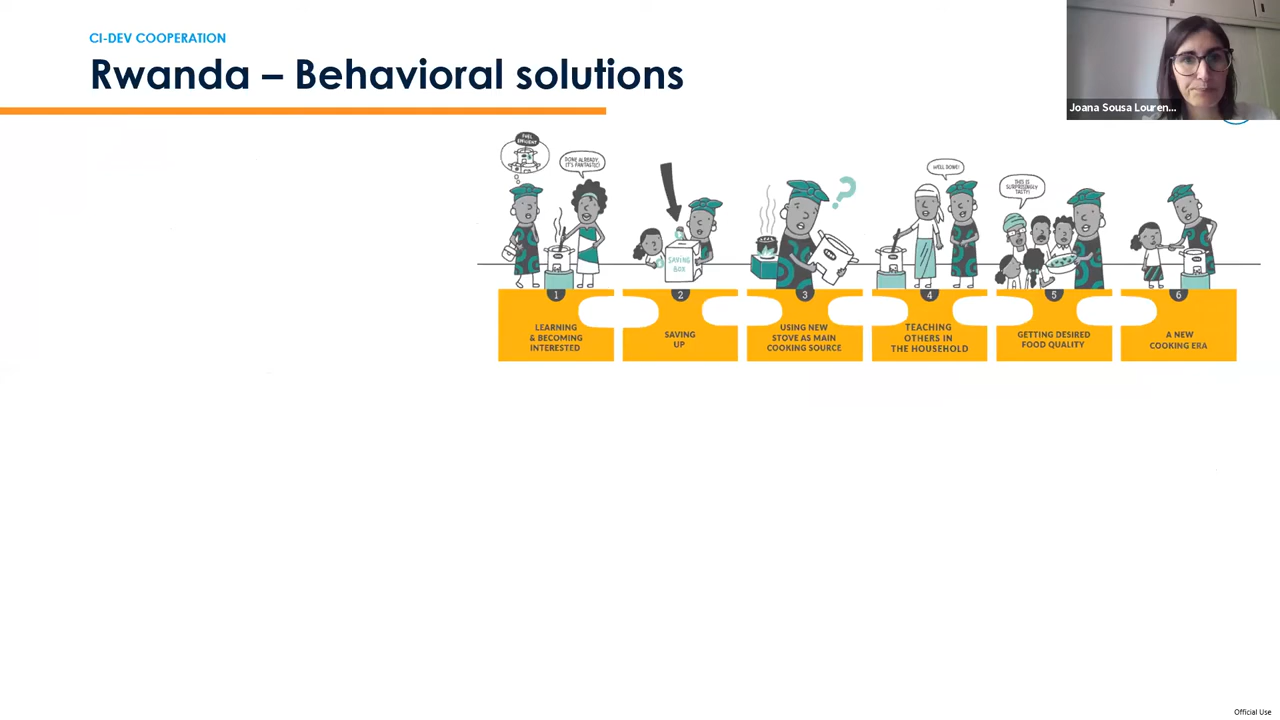 CI-DEV COOPERATION
Rwanda – Behavioral solutions
Joana Sousa Louren...
FUEL
EFFICIENT
DONE ALREADY,
IT'S FANTASTIC!
WELL DONE!
THIS IS
SURPRISINGLY
TASTY!
SAVING
BOX
1
LEARNING
& BECOMING
INTERESTED
2
SAVING
UP
3
USING NEW
STOVE AS MAIN
COOKING SOURCE
4
TEACHING
OTHERS IN
THE HOUSEHOLD
5
GETTING DESIRED
FOOD QUALITY
6
A NEW
COOKING ERA
Official Use